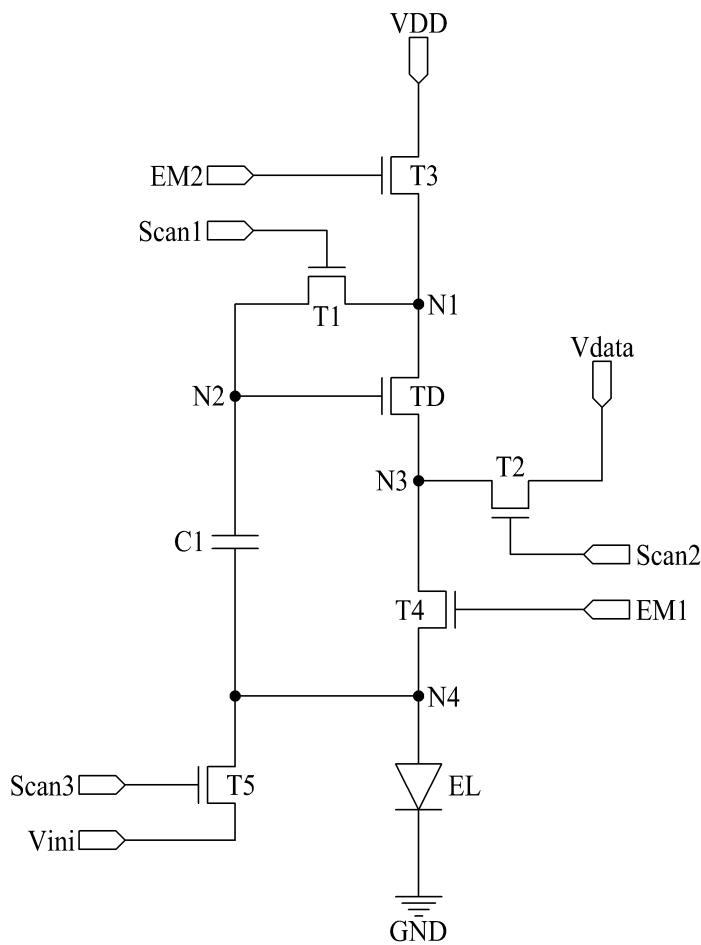 VDD
EM2
T3
Scan1
T1
N1
Vdata
N2
TD
T2
N3
C1
Scan2
T4
EM1
N4
Scan3
T5
EL
Vini
GND